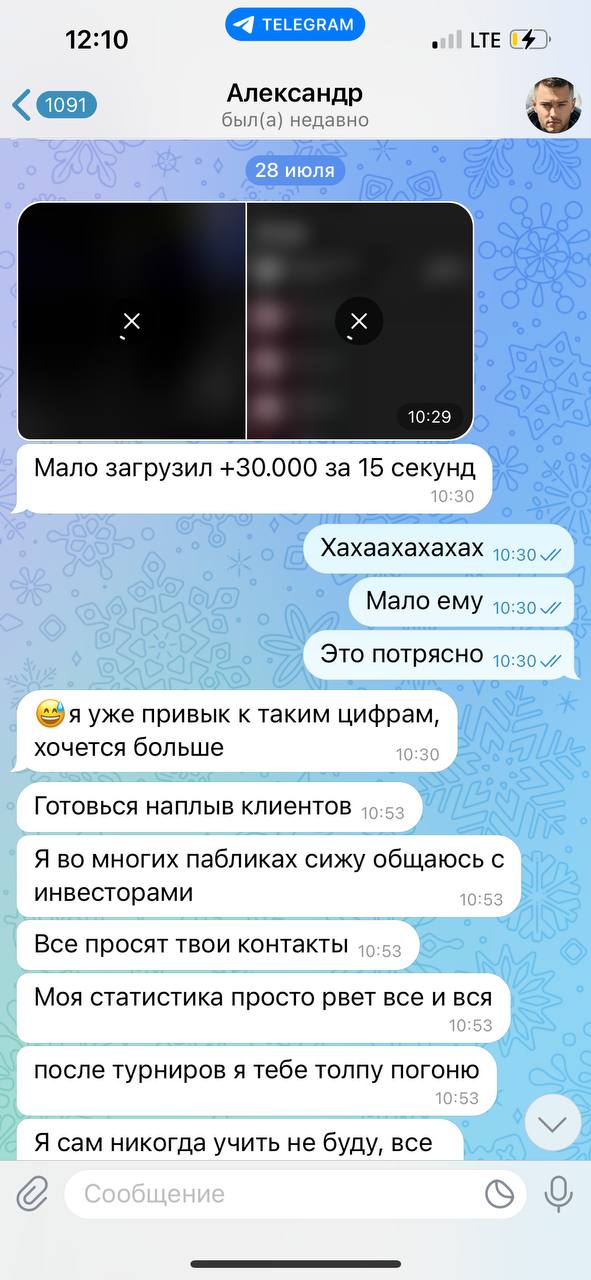 12:10
TELEGRAM
LTE
1091
Александр
был(а) недавно
28 июля
10:29
Мало загрузил +30.000 за 15 секунд
10:30
Хахаахахахах 10:30
Мало ему 10:30
Это потрясно 10:30
😅я уже привык к таким цифрам,
хочется больше 10:30
Готовься наплыв клиентов 10:53
Я во многих пабликах сижу общаюсь с
инвесторами 10:53
Все просят твои контакты 10:53
Моя статистика просто рвет все и вся
10:53
после турниров я тебе толпу погоню
10:53
Я сам никогда учить не буду, все
Сообщение